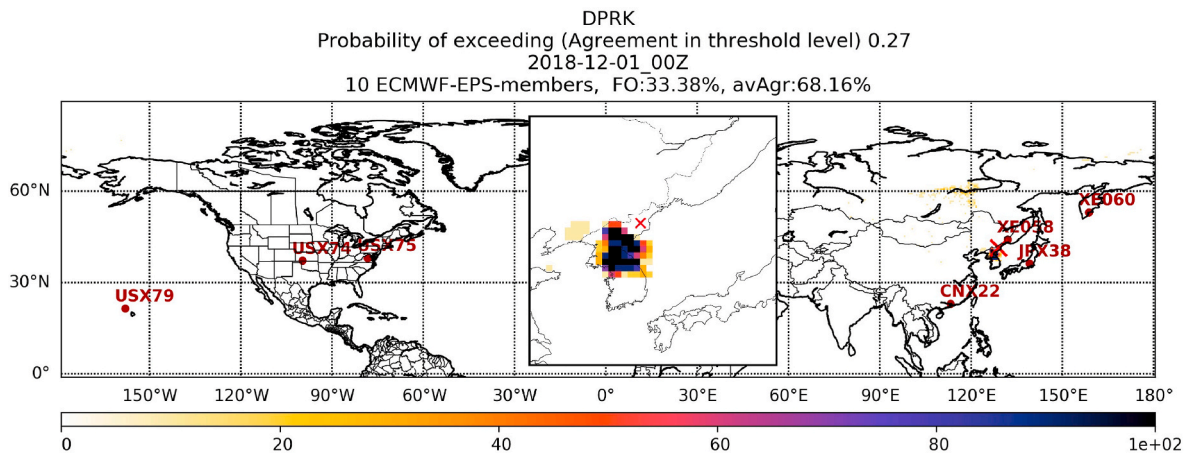 DPRK
Probability of exceeding (Agreement in threshold level) 0.27
2018-12-01_00Z
10 ECMWF-EPS-members, FO:33.38%, avAgr:68.16%
60°N
XE060
XE058
USX74 USX75
JPX38
30°N
USX79
CNX22
0°
150°W 120°W 90°W 60°W 30°W 0° 30°E 60°E 90°E 120°E 150°E 180°
0 20 40 60 80 1e+02